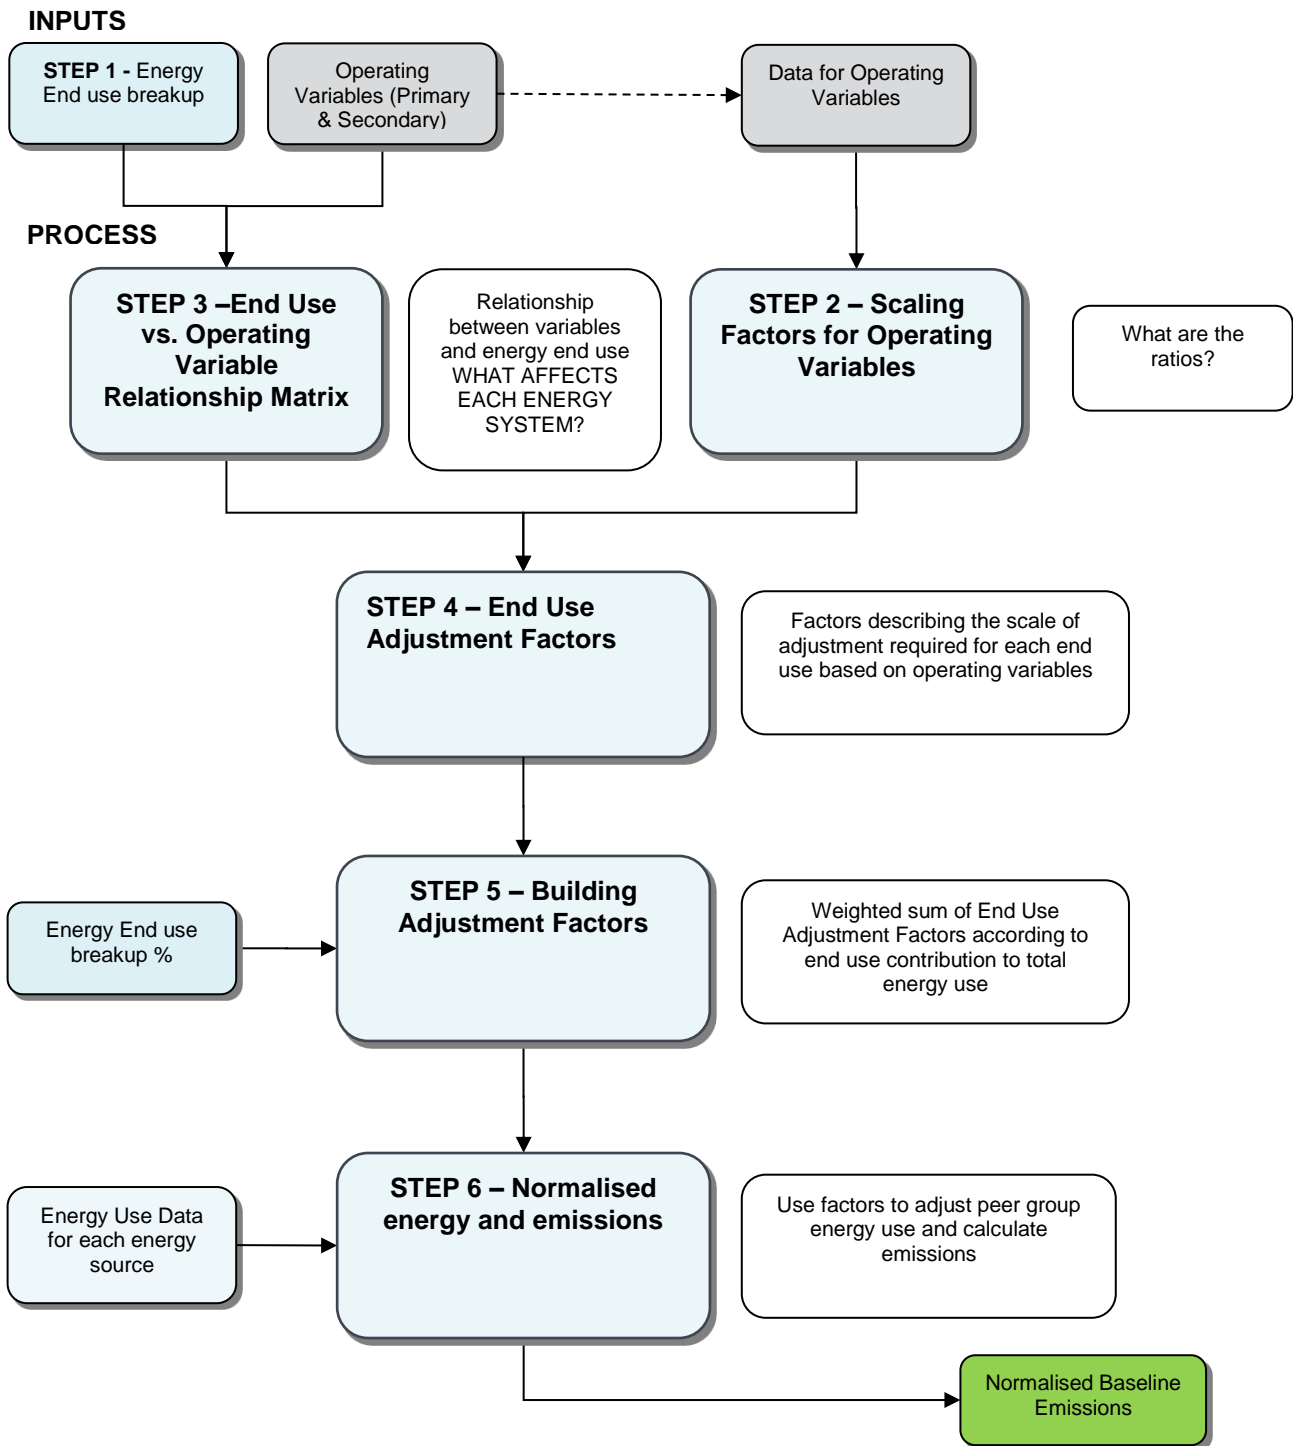 INPUTS
STEP 1 - Energy
End use breakup
Operating
Variables (Primary
& Secondary)
Data for Operating
Variables
PROCESS
STEP 3 –End Use
vs. Operating
Variable
Relationship Matrix
Relationship
between variables
and energy end use
WHAT AFFECTS
EACH ENERGY
SYSTEM?
STEP 2 – Scaling
Factors for Operating
Variables
What are the
ratios?
STEP 4 – End Use
Adjustment Factors
Factors describing the scale of
adjustment required for each end
use based on operating variables
Energy End use
breakup %
STEP 5 – Building
Adjustment Factors
Weighted sum of End Use
Adjustment Factors according to
end use contribution to total
energy use
Energy Use Data
for each energy
source
STEP 6 – Normalised
energy and emissions
Use factors to adjust peer group
energy use and calculate
emissions
Normalised Baseline
Emissions